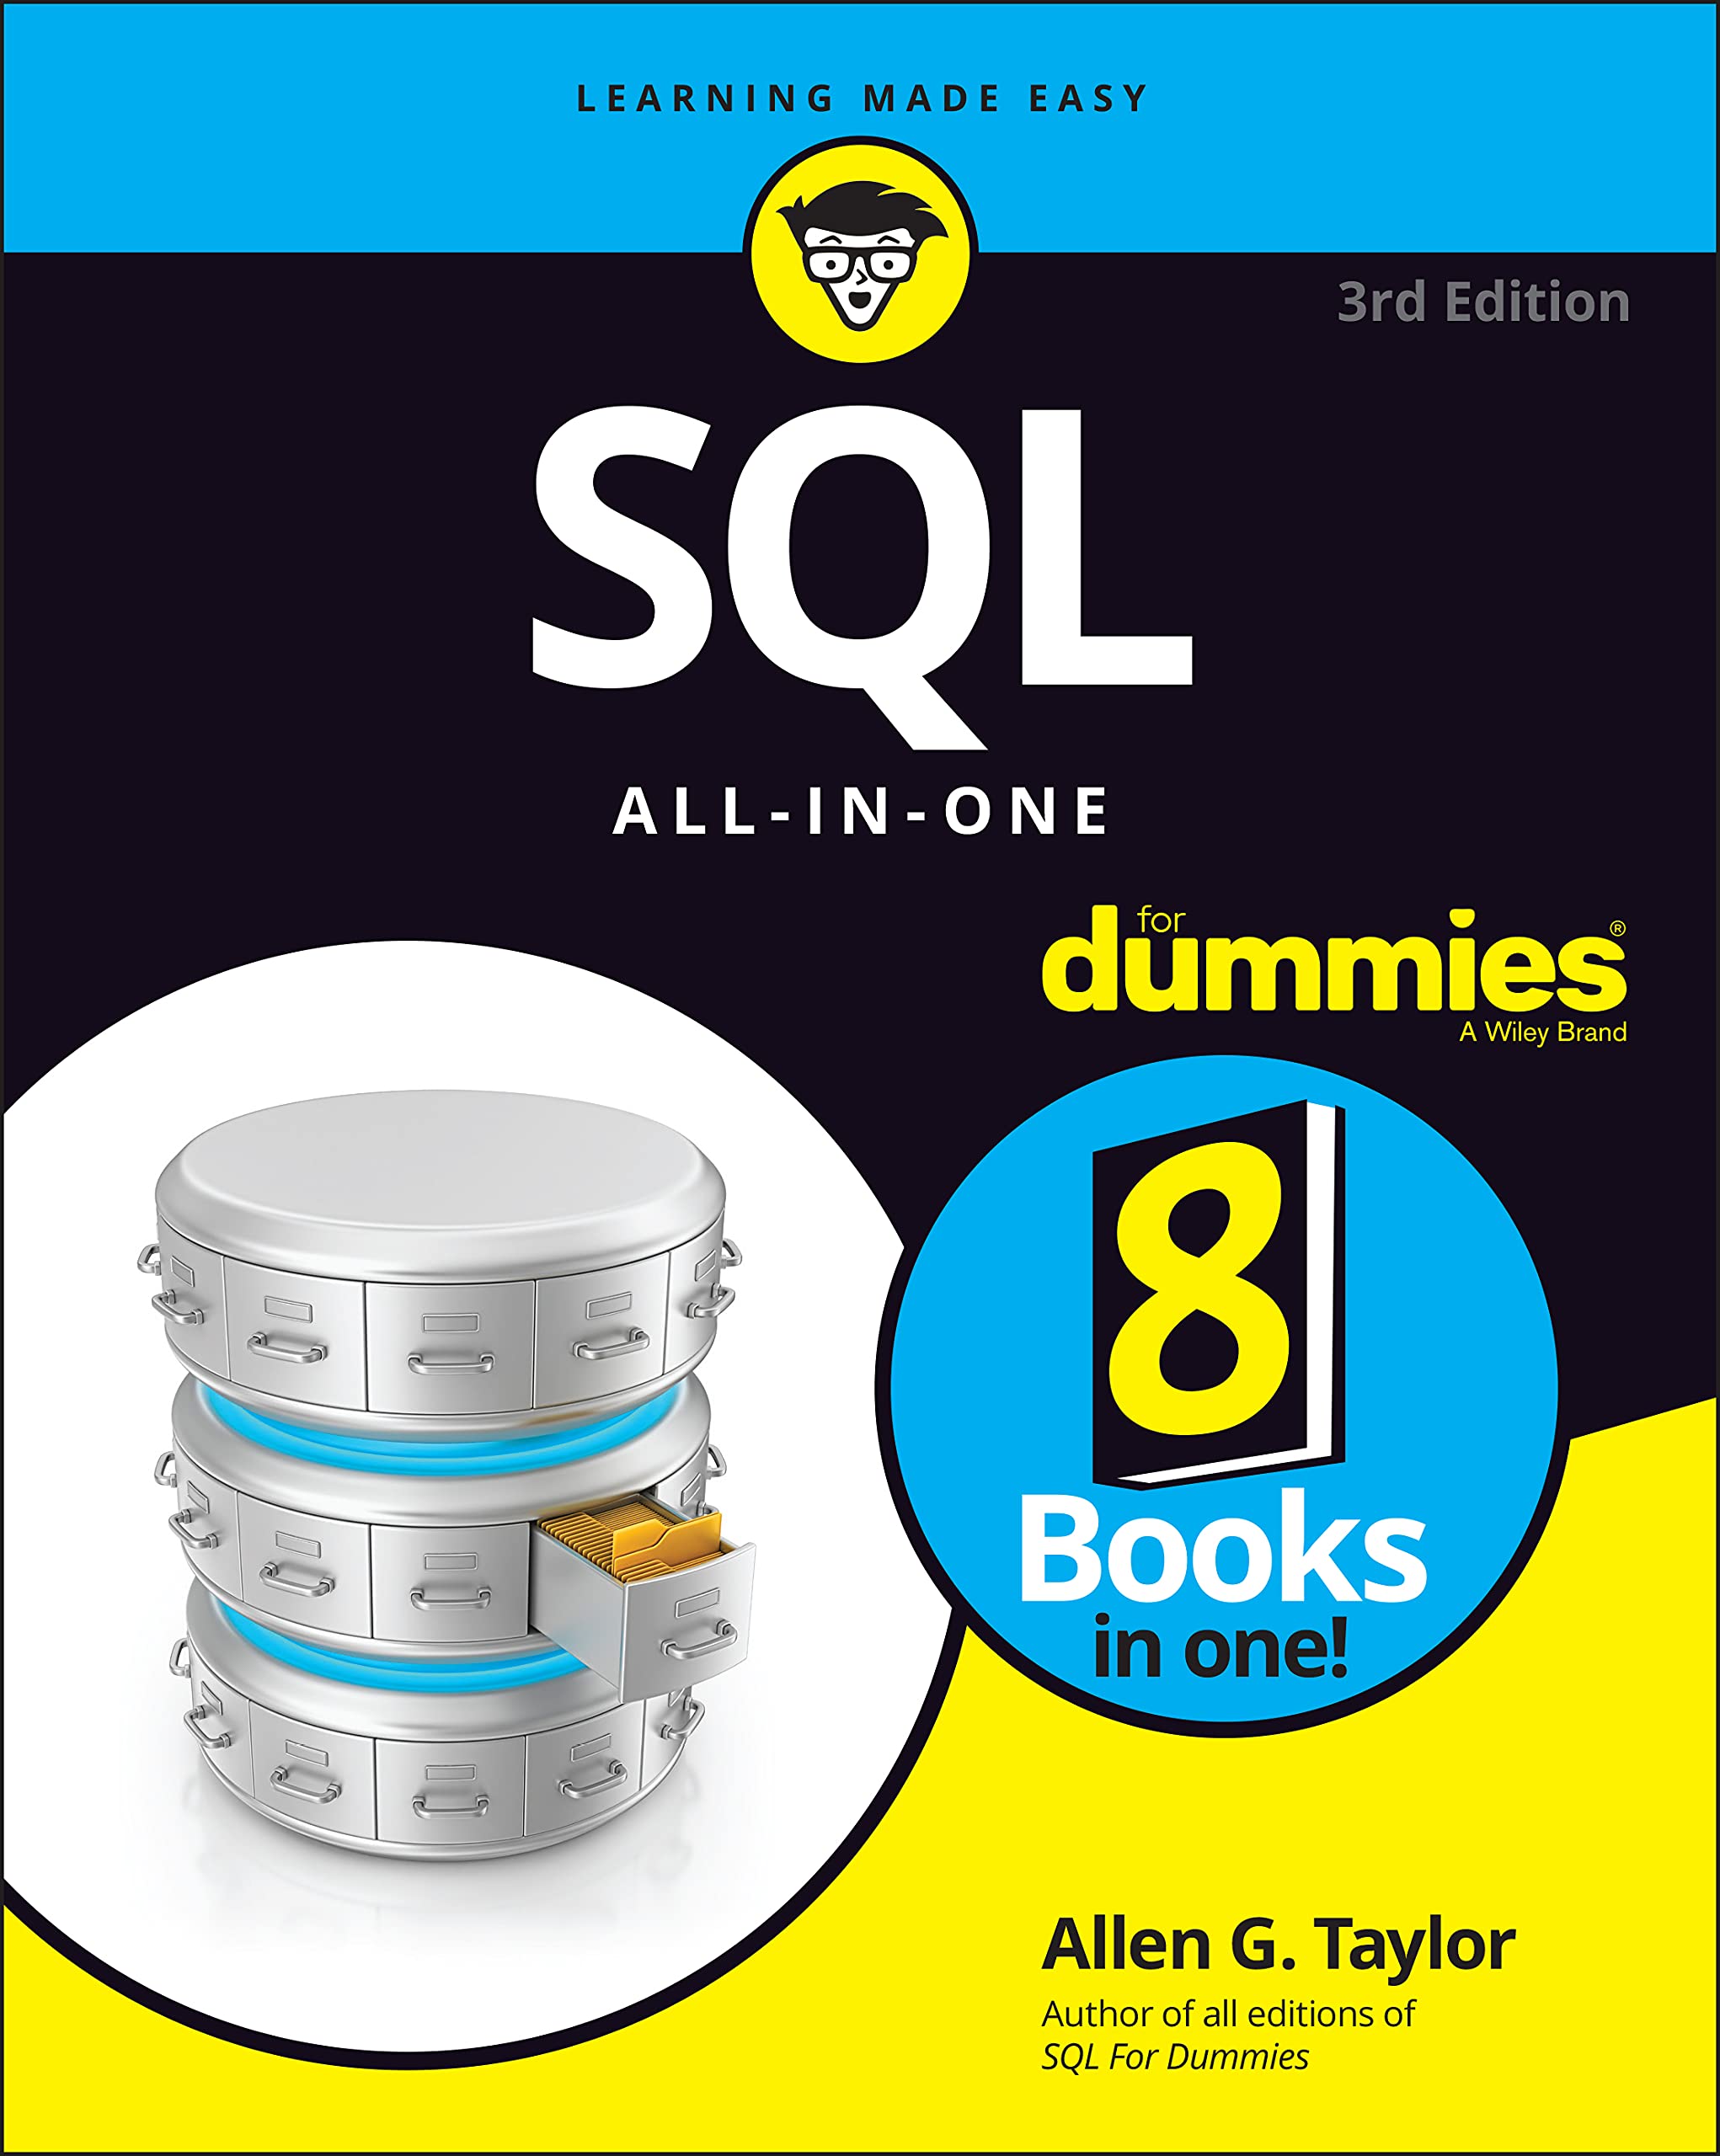 LEARNING MADE EASY
3rd Edition
SQL
ALL-IN-ONE
for
dummies®
A Wiley Brand
8
Books
in one!
Allen G. Taylor
Author of all editions of
SQL For Dummies